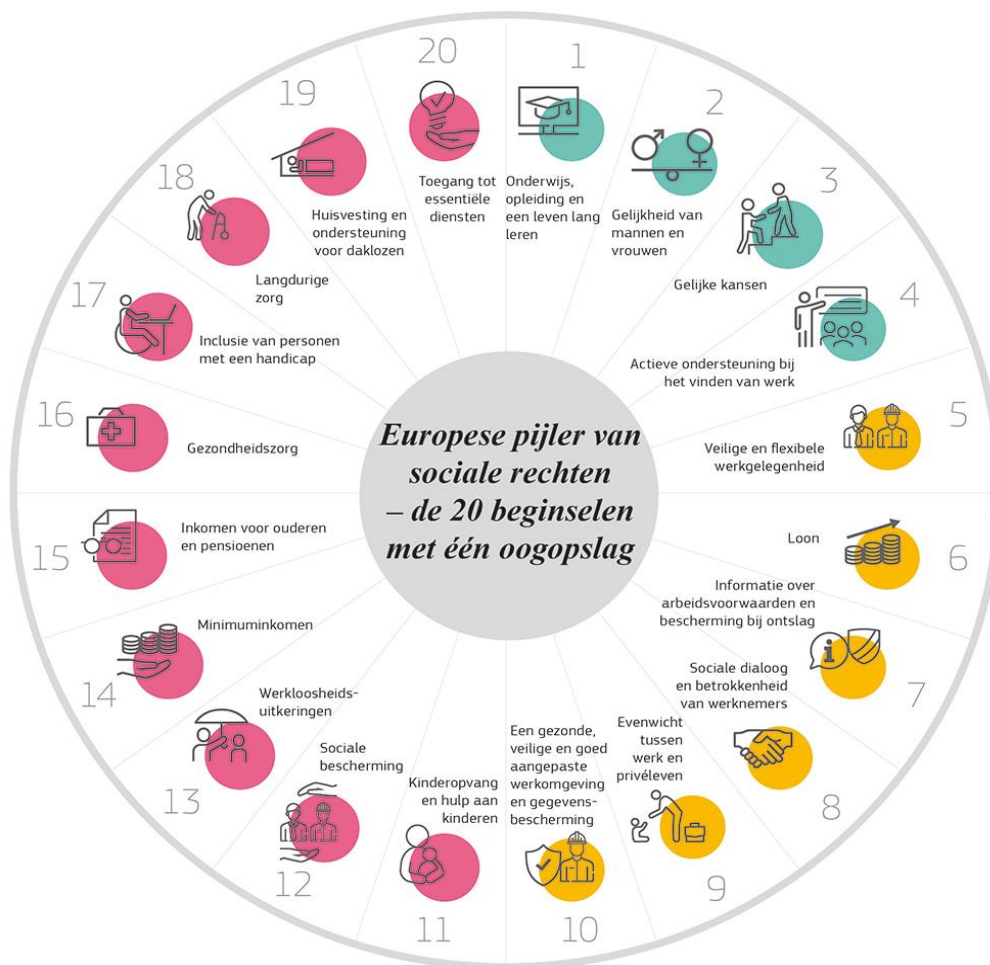 Europese pijler van
sociale rechten
– de 20 beginselen
met één oogopslag
1
Onderwijs,
opleiding en
een leven lang
leren
2
Gelijkheid van
mannen en
vrouwen
3
Gelijke kansen
4
Actieve ondersteuning bij
het vinden van werk
5
Veilige en flexibele
werkgelegenheid
6
Loon
7
Informatie over
arbeidsvoorwaarden en
bescherming bij ontslag
8
Sociale dialoog
en betrokkenheid
van werknemers
9
Evenwicht
tussen
werk en
privéleven
10
Een gezonde,
veilige en goed
aangepaste
werkomgeving
en gegevens-
bescherming
11
Kinderopvang
en hulp aan
kinderen
12
Sociale
bescherming
13
Werkloosheids-
uitkeringen
14
Minimuminkomen
15
Inkomen voor ouderen
en pensioenen
16
Gezondheidszorg
17
Inclusie van personen
met een handicap
18
Langdurige
zorg
19
Huisvesting en
ondersteuning
voor daklozen
20
Toegang tot
essentiële
diensten
i